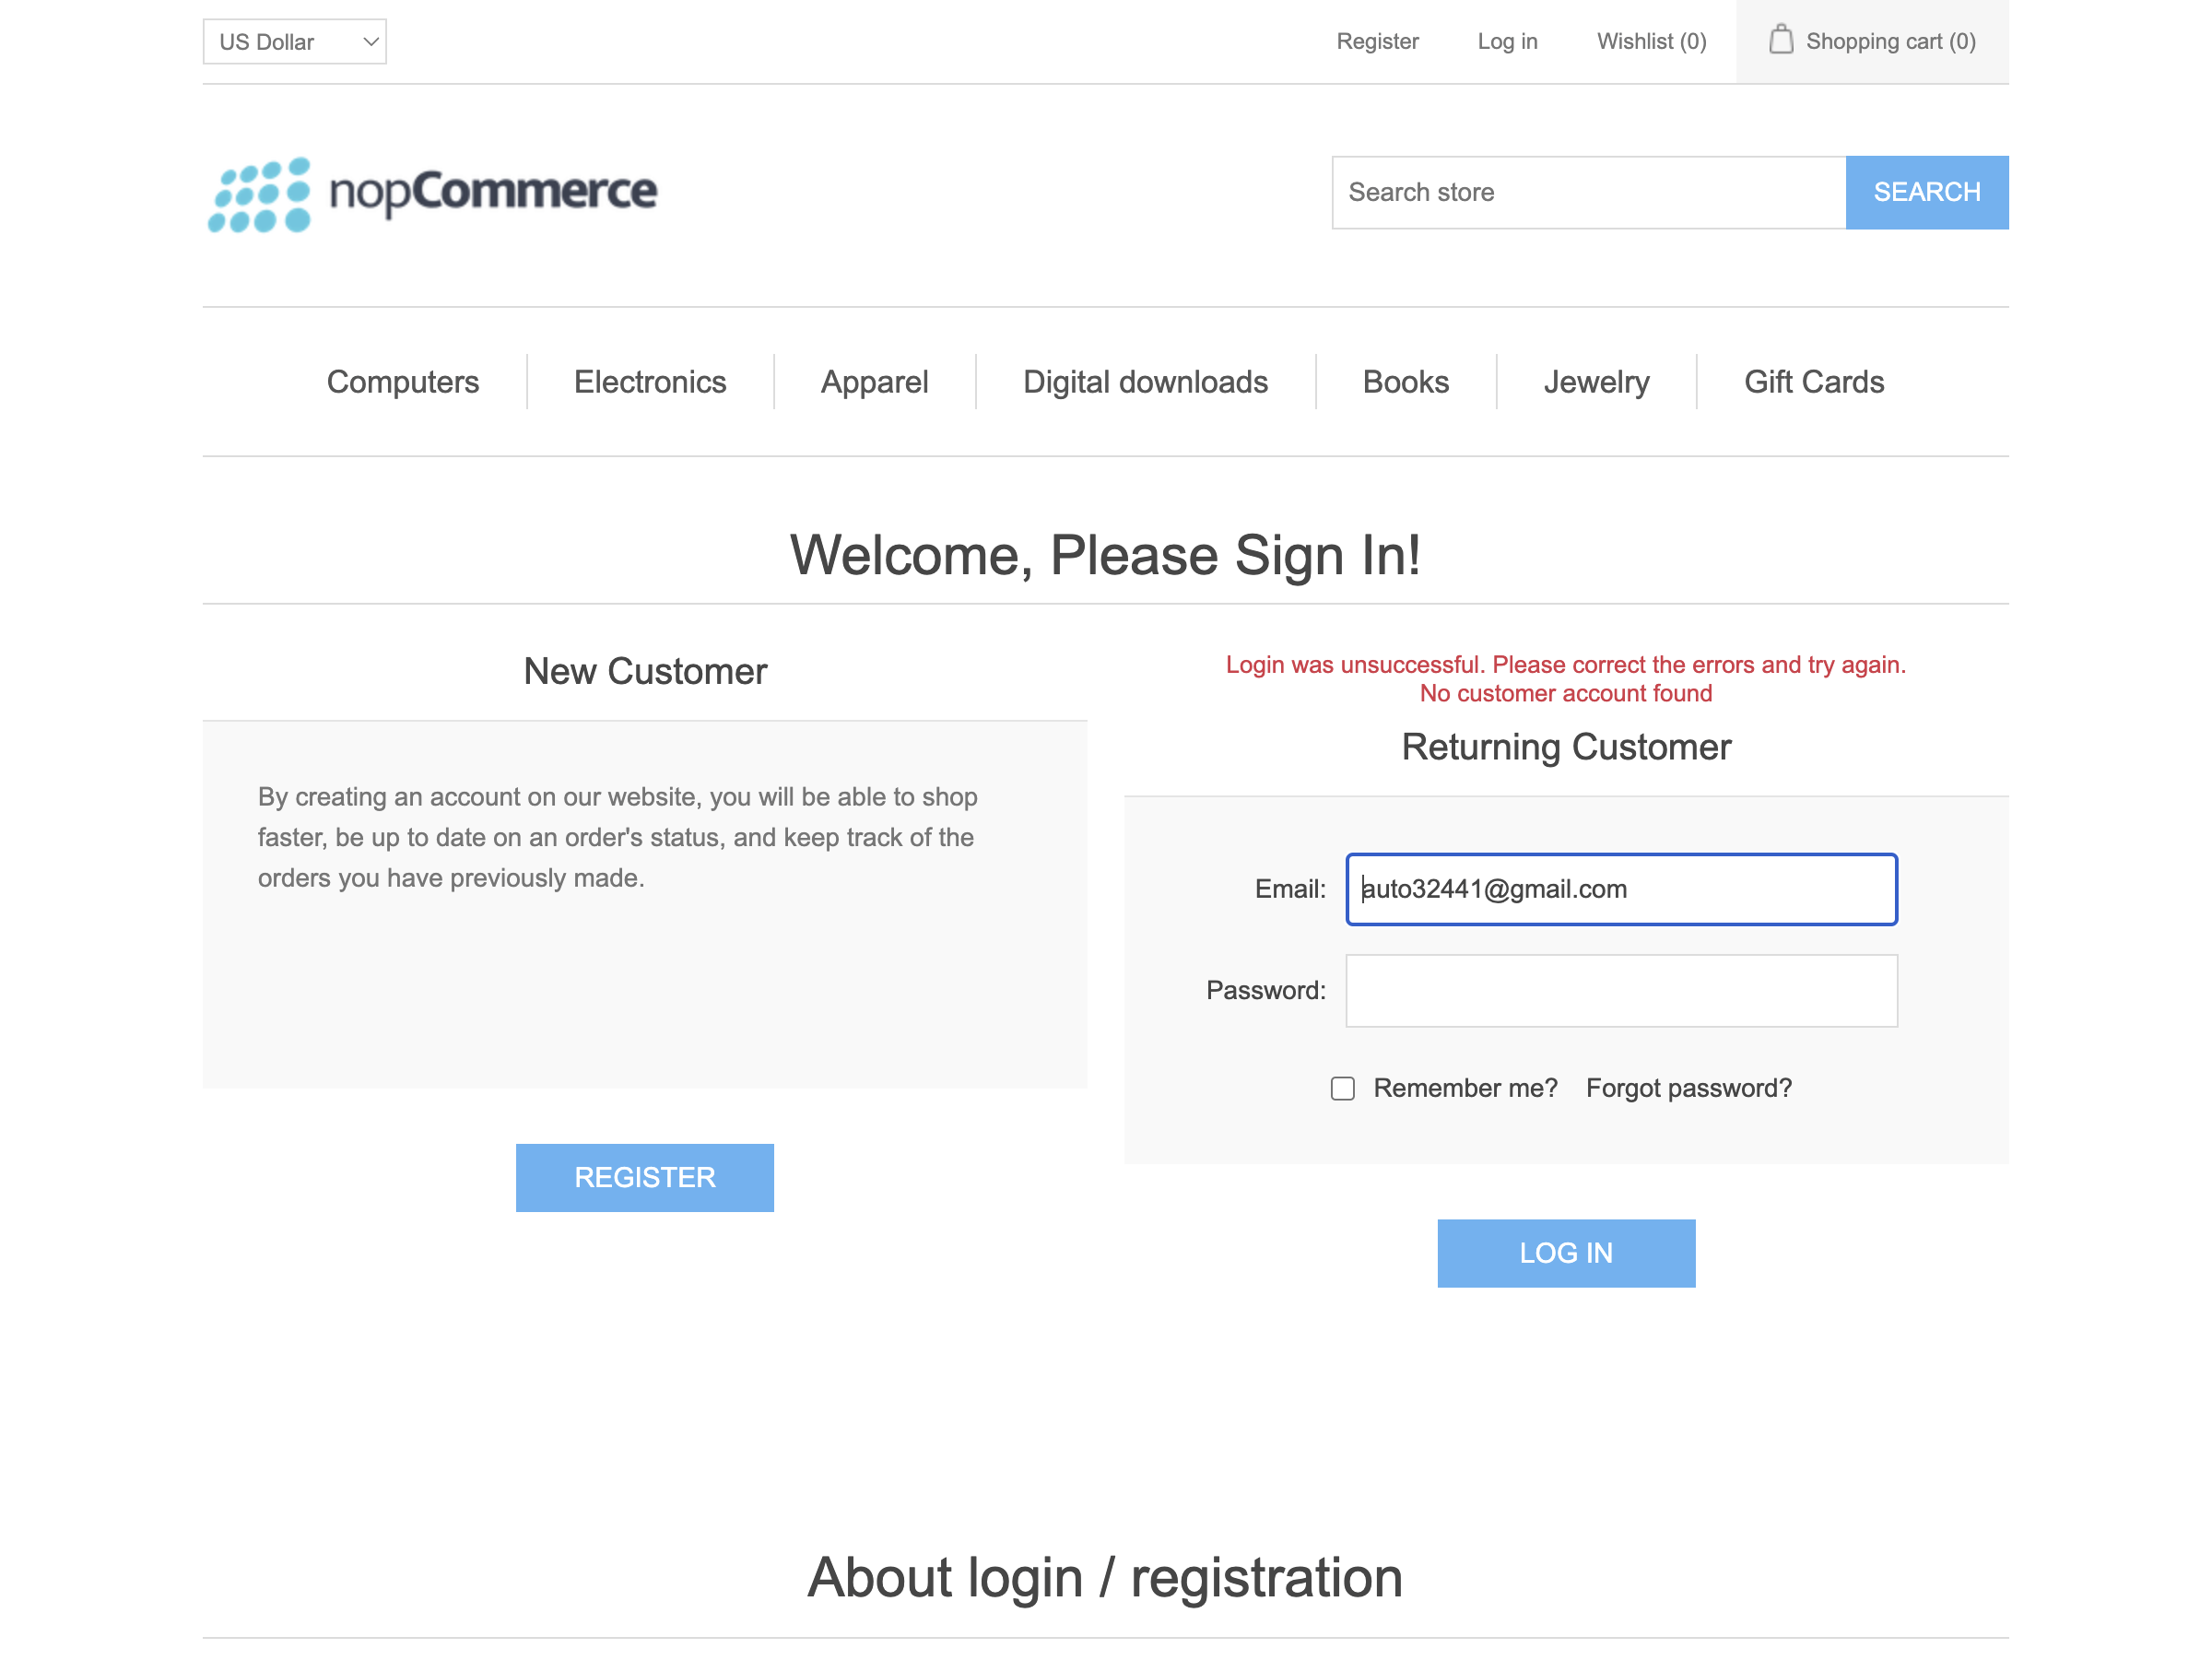 US Dollar
Register
Log in
Wishlist (0)
Shopping cart (0)
nopCommerce
Search store
SEARCH
Computers
Electronics
Apparel
Digital downloads
Books
Jewelry
Gift Cards
Welcome, Please Sign In!
New Customer
By creating an account on our website, you will be able to shop
faster, be up to date on an order's status, and keep track of the
orders you have previously made.
REGISTER
Login was unsuccessful. Please correct the errors and try again.
No customer account found
Returning Customer
Email:
auto32441@gmail.com
Password:
Remember me?
Forgot password?
LOG IN
About login / registration